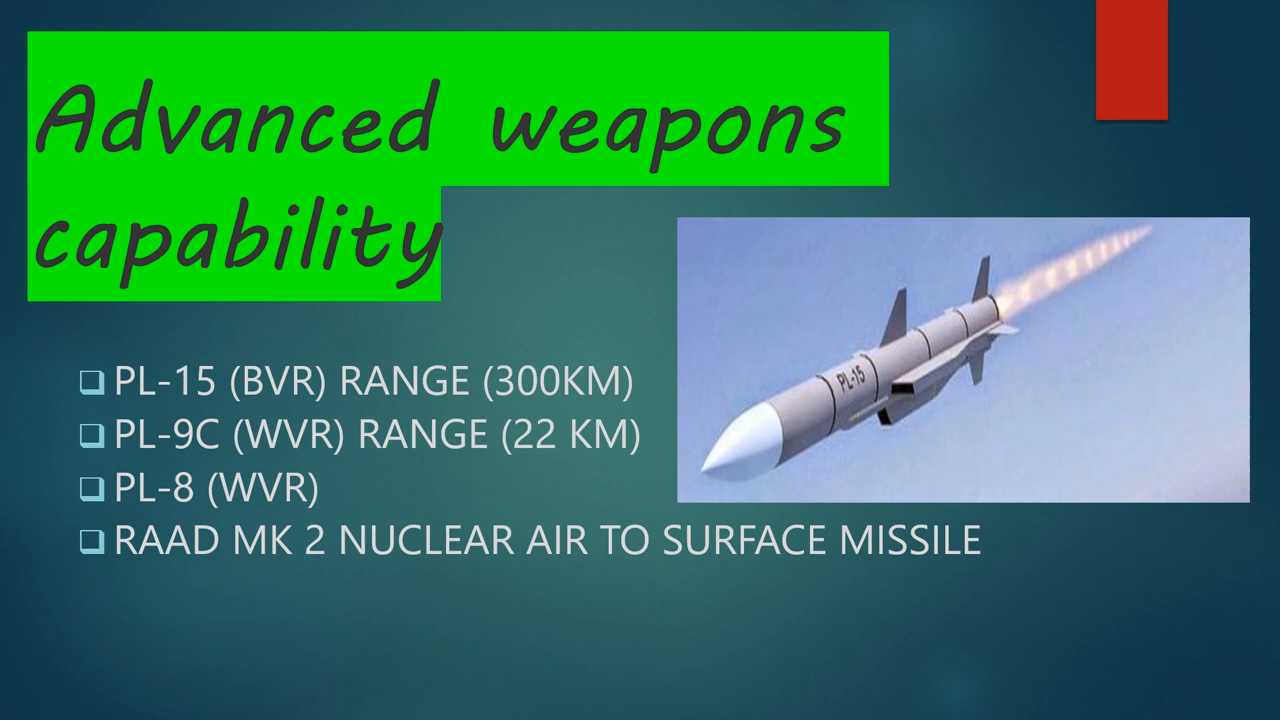 Advanced weapons
capability
PL-15 (BVR) RANGE (300KM)
PL-9C (WVR) RANGE (22 KM)
PL-8 (WVR)
RAAD MK 2 NUCLEAR AIR TO SURFACE MISSILE
PL-15